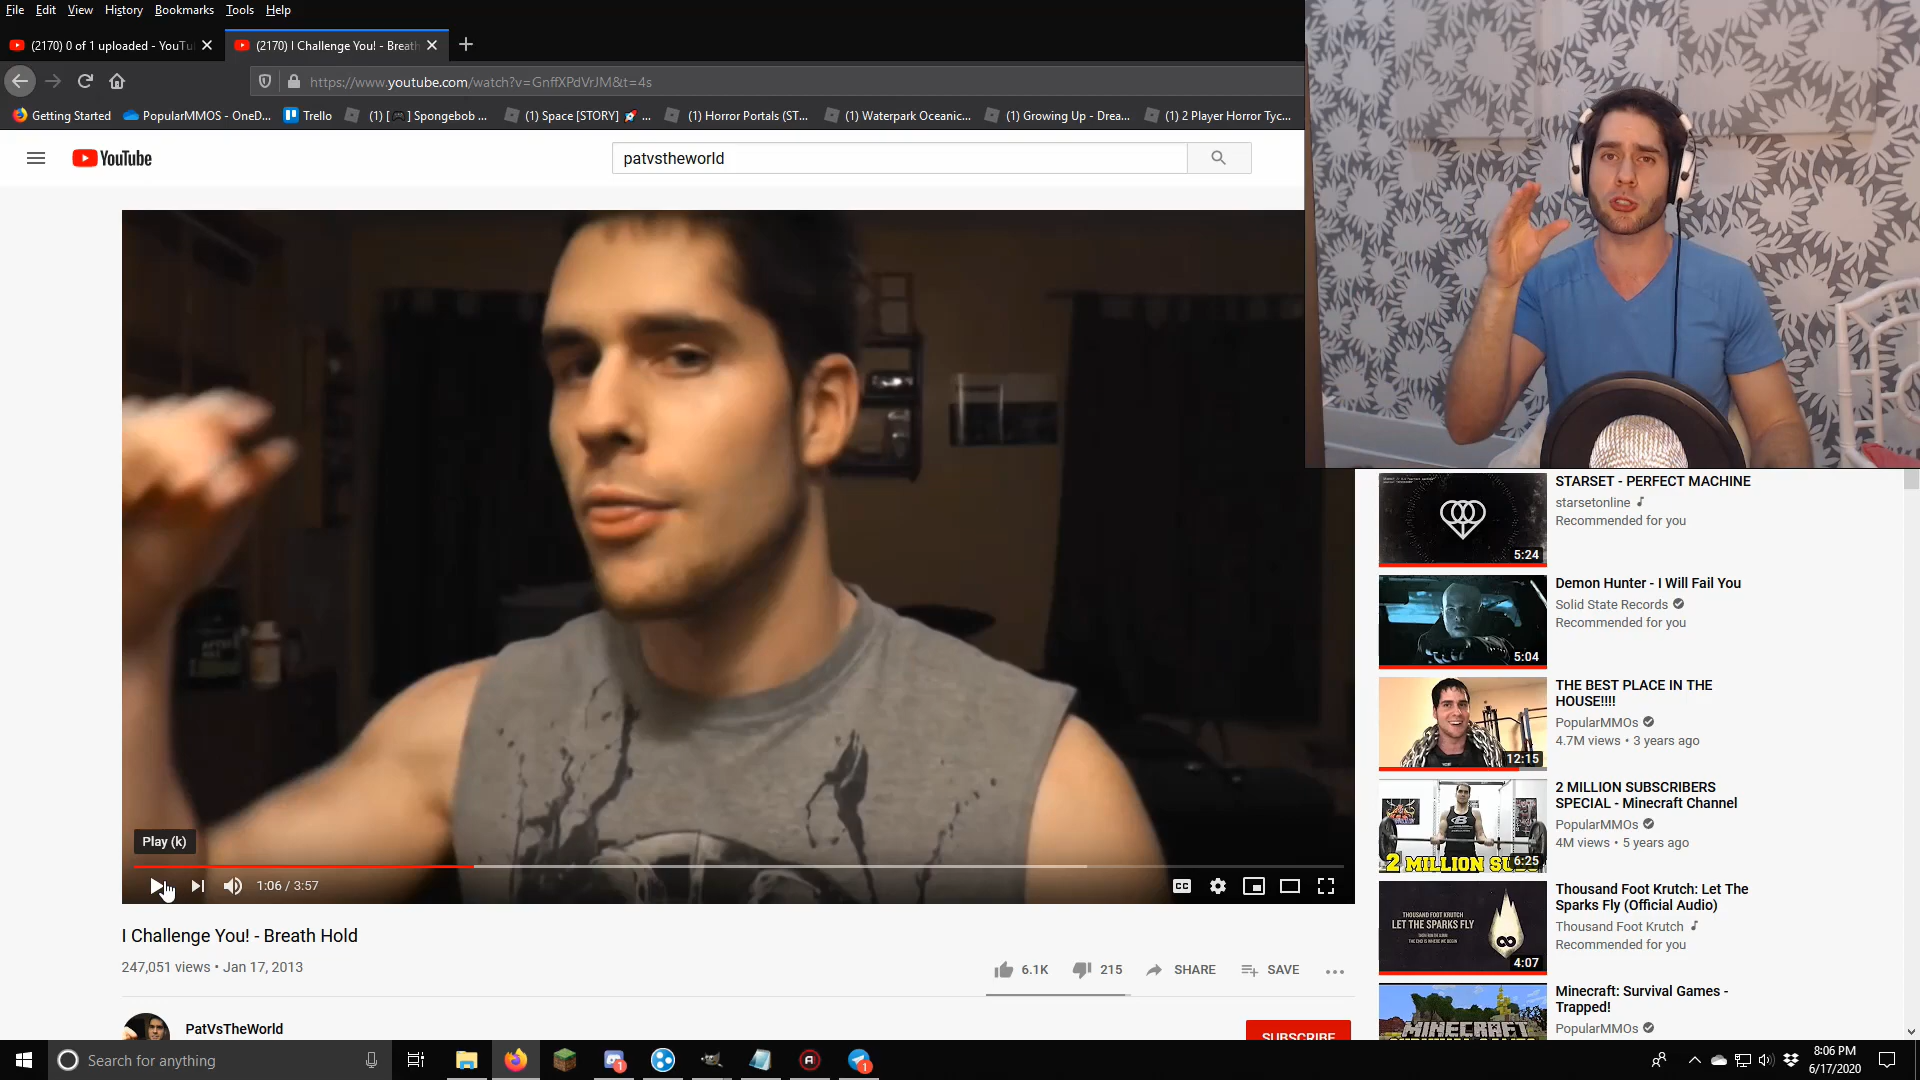 File Edit View History Bookmarks Tools Help
(2170) 0 of 1 uploaded - YouTu
(2170) I Challenge You! - Breath
https://www.youtube.com/watch?v=GnffXPdVrJM&t=4s
Getting Started
PopularMMOS - OneD...
Trello
(1) [🎮] Spongebob ...
(1) Space [STORY] 🚀 ...
(1) Horror Portals (ST...
(1) Waterpark Oceanic...
(1) Growing Up - Drea...
(1) 2 Player Horror Tyc...
YouTube
patvstheworld
Play (k)
1:06 / 3:57
CC
I Challenge You! - Breath Hold
247,051 views • Jan 17, 2013
6.1K
215
SHARE
SAVE
PatVsTheWorld
SUBSCRIBE
STARSET - PERFECT MACHINE
starsetonline
Recommended for you
5:24
Demon Hunter - I Will Fail You
Solid State Records
Recommended for you
5:04
THE BEST PLACE IN THE
HOUSE!!!!
PopularMMOs
4.7M views • 3 years ago
12:15
2 MILLION SUBSCRIBERS
SPECIAL - Minecraft Channel
PopularMMOs
4M views • 5 years ago
2 MILLION SU
6:25
Thousand Foot Krutch: Let The
Sparks Fly (Official Audio)
Thousand Foot Krutch
Recommended for you
THOUSAND FOOT KRUTCH
LET THE SPARKS FLY
4:07
Minecraft: Survival Games -
Trapped!
PopularMMOs
MINECRAFT
Search for anything
1
1
8:06 PM
6/17/2020